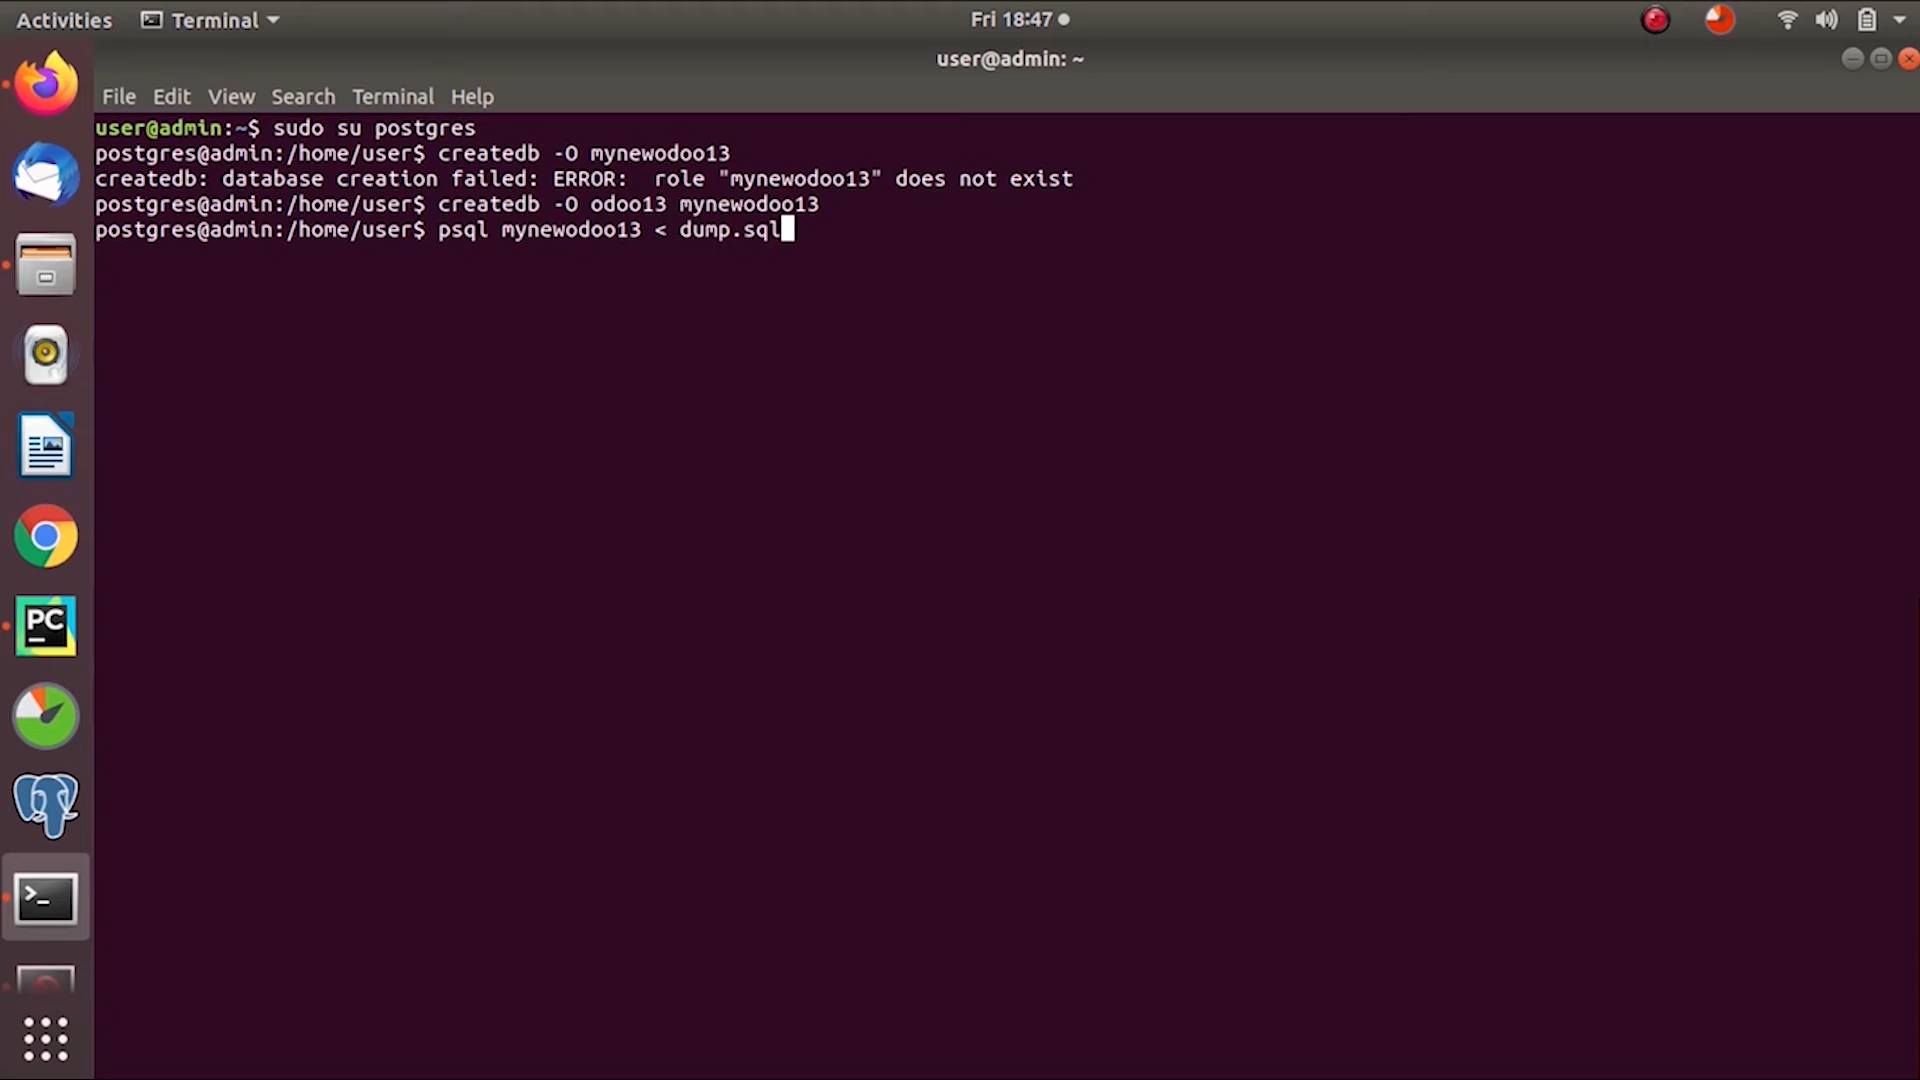 Activities Terminal Fri 18:47
user@admin: ~
File Edit View Search Terminal Help
user@admin:~$ sudo su postgres
postgres@admin:/home/user$ createdb -O mynewodoo13
createdb: database creation failed: ERROR:  role "mynewodoo13" does not exist
postgres@admin:/home/user$ createdb -O odoo13 mynewodoo13
postgres@admin:/home/user$ psql mynewodoo13 < dump.sql
PC